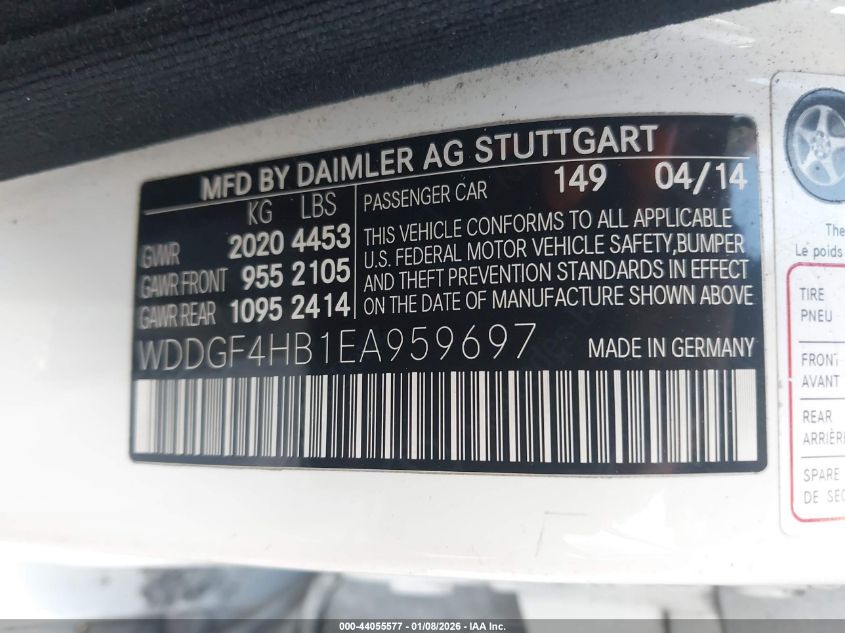 MFD BY DAIMLER AG STUTTGART
KG LBS
PASSENGER CAR 149 04/14
GVWR 2020 4453
GAWR FRONT 955 2105
GAWR REAR 1095 2414
THIS VEHICLE CONFORMS TO ALL APPLICABLE
U.S. FEDERAL MOTOR VEHICLE SAFETY,BUMPER
AND THEFT PREVENTION STANDARDS IN EFFECT
ON THE DATE OF MANUFACTURE SHOWN ABOVE
WDDGF4HB1EA959697 MADE IN GERMANY
The
Le poids
TIRE
PNEU
FRONT
AVANT
REAR
ARRIÈRE
SPARE
DE SEC
000-44055577 - 01/08/2026 - IAA Inc.